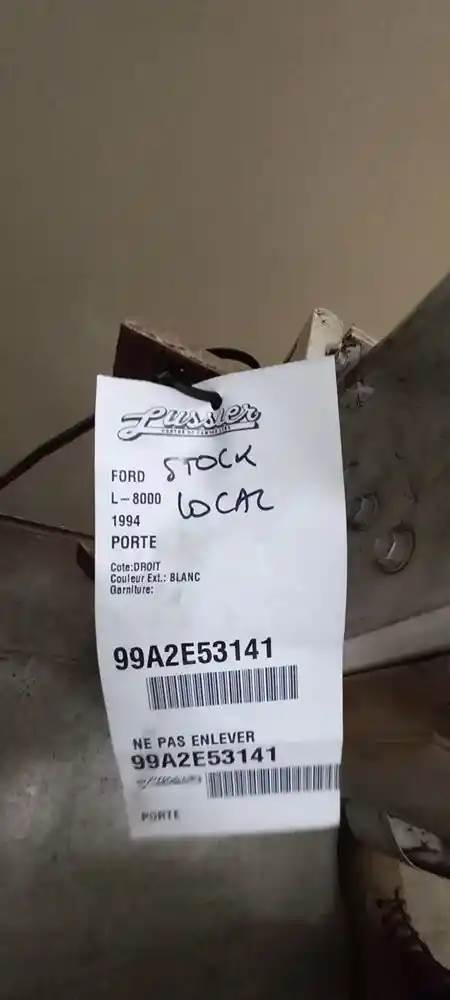 Lussier
FORD STOCK
L-8000 LOCAL
1994
PORTE
Cote:DROIT
Couleur Ext.: BLANC
Garniture:
99A2E53141
NE PAS ENLEVER
99A2E53141
Lussier
PORTE